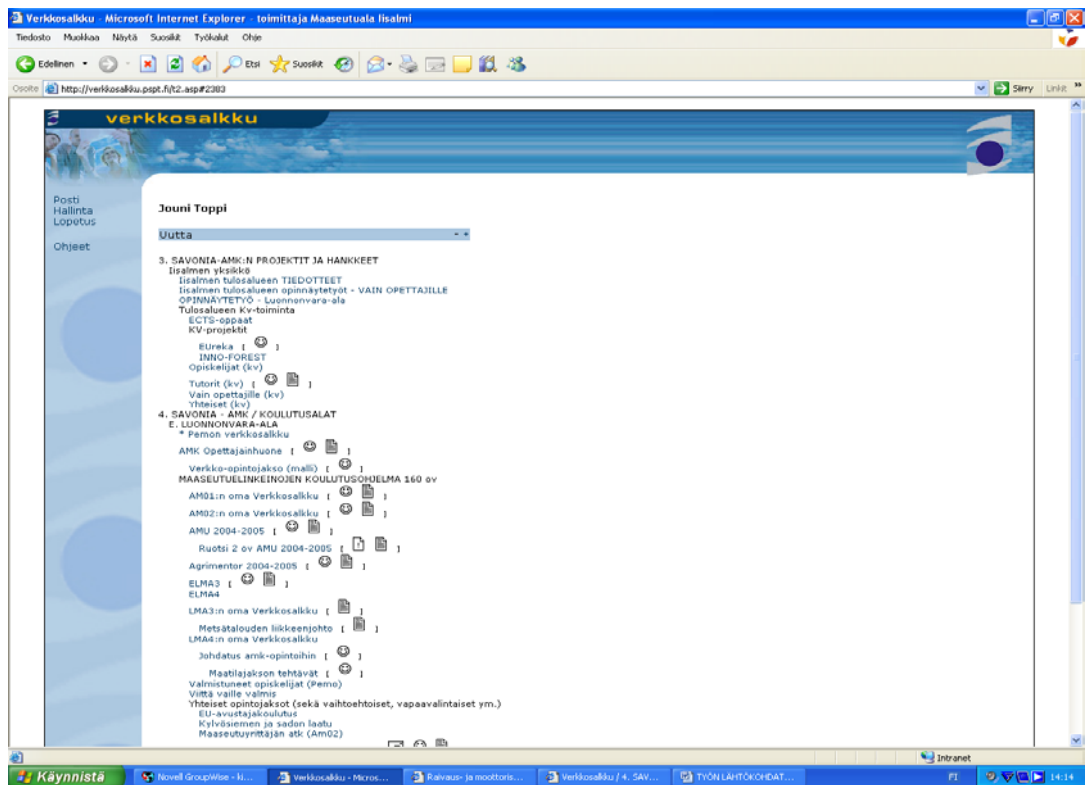 Verkkosalkku - Microsoft Internet Explorer - toimittaja Maaseutuala Iisalmi
Tiedosto Muokkaa Näytä Suosikit Työkalut Ohje
Edellinen Etsi Suosikit
Osoite http://verkkosalkku.pspt.fi/t2.asp#2383 Siirry Linkit »
verkkosalkku
Posti
Hallinta
Lopetus
Ohjeet
Jouni Toppi
Uutta - +
3. SAVONIA-AMK:N PROJEKTIT JA HANKKEET
Iisalmen yksikkö
Iisalmen tulosalueen TIEDOTTEET
Iisalmen tulosalueen opinnäytetyöt - VAIN OPETTAJILLE
OPINNÄYTETYÖ - Luonnonvara-ala
Tulosalueen Kv-toiminta
ECTS-oppaat
KV-projektit
EUreka [ ]
INNO-FOREST
Opiskelijat (kv)
Tutorit (kv) [ ]
Vain opettajille (kv)
Yhteiset (kv)
4. SAVONIA - AMK / KOULUTUSALAT
E. LUONNONVARA-ALA
* Pemon verkkosalkku
AMK Opettajainhuone [ ]
Verkko-opintojakso (malli) [ ]
MAASEUTUELINKEINOJEN KOULUTUSOHJELMA 160 ov
AM01:n oma Verkkosalkku [ ]
AM02:n oma Verkkosalkku [ ]
AMU 2004-2005 [ ]
Ruotsi 2 ov AMU 2004-2005 [ ]
Agrimentor 2004-2005 [ ]
ELMA3 [ ]
ELMA4
LMA3:n oma Verkkosalkku [ ]
Metsätalouden liikkeenjohto [ ]
LMA4:n oma Verkkosalkku
Johdatus amk-opintoihin [ ]
Maatilajakson tehtävät [ ]
Valmistuneet opiskelijat (Pemo)
Viittä vaille valmis
Yhteiset opintojaksot (sekä vaihtoehtoiset, vapaavalintaiset ym.)
EU-avustajakoulutus
Kylvösiemen ja sadon laatu
Maaseutuyrittäjän atk (Am02)
Intranet
Käynnistä Novell GroupWise - ki... Verkkosalkku - Micros... Raivaus- ja moottoris... Verkkosalkku / 4. SAV... TYÖN LÄHTÖKOHDAT... FI 14:14